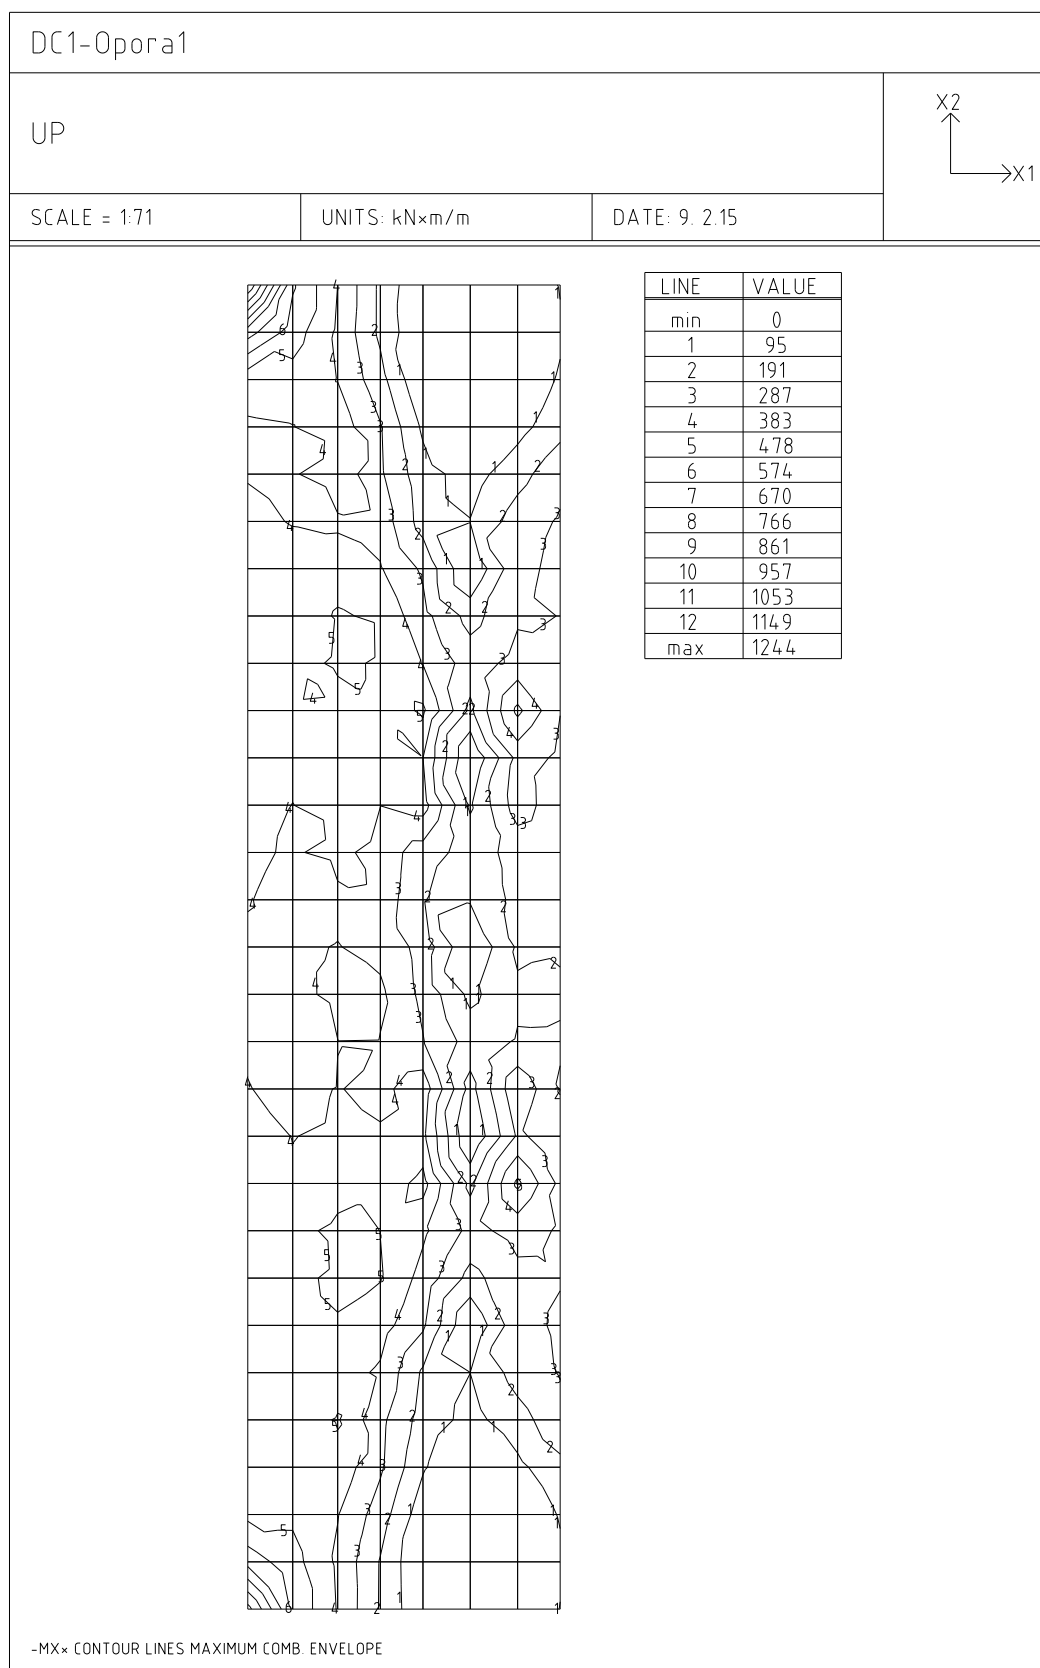 DC1-Opora1
UP
X2
X1
SCALE = 1:71 UNITS: kN×m/m DATE: 9. 2.15
LINE VALUE
min 0
1 95
2 191
3 287
4 383
5 478
6 574
7 670
8 766
9 861
10 957
11 1053
12 1149
max 1244
-MX× CONTOUR LINES MAXIMUM COMB. ENVELOPE